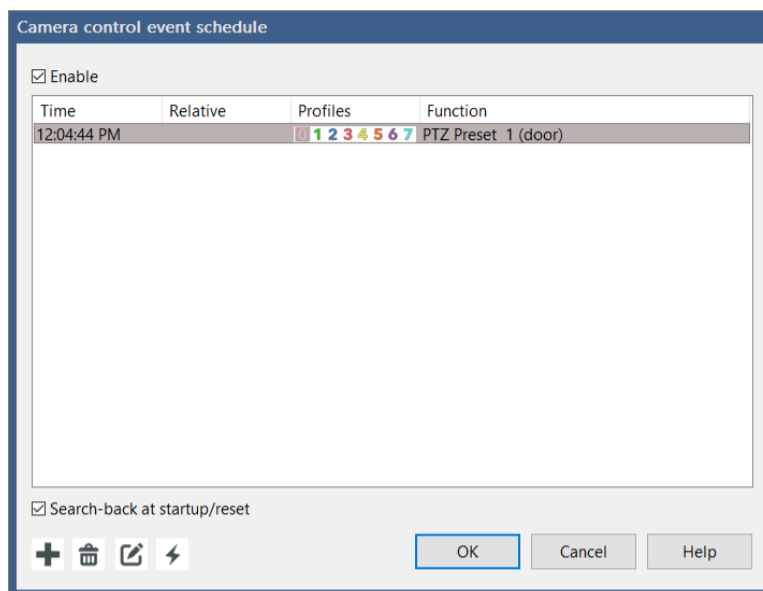 Camera control event schedule
Enable
Time Relative Profiles Function
12:04:44 PM 0 1 2 3 4 5 6 7 PTZ Preset 1 (door)
Search-back at startup/reset
OK Cancel Help